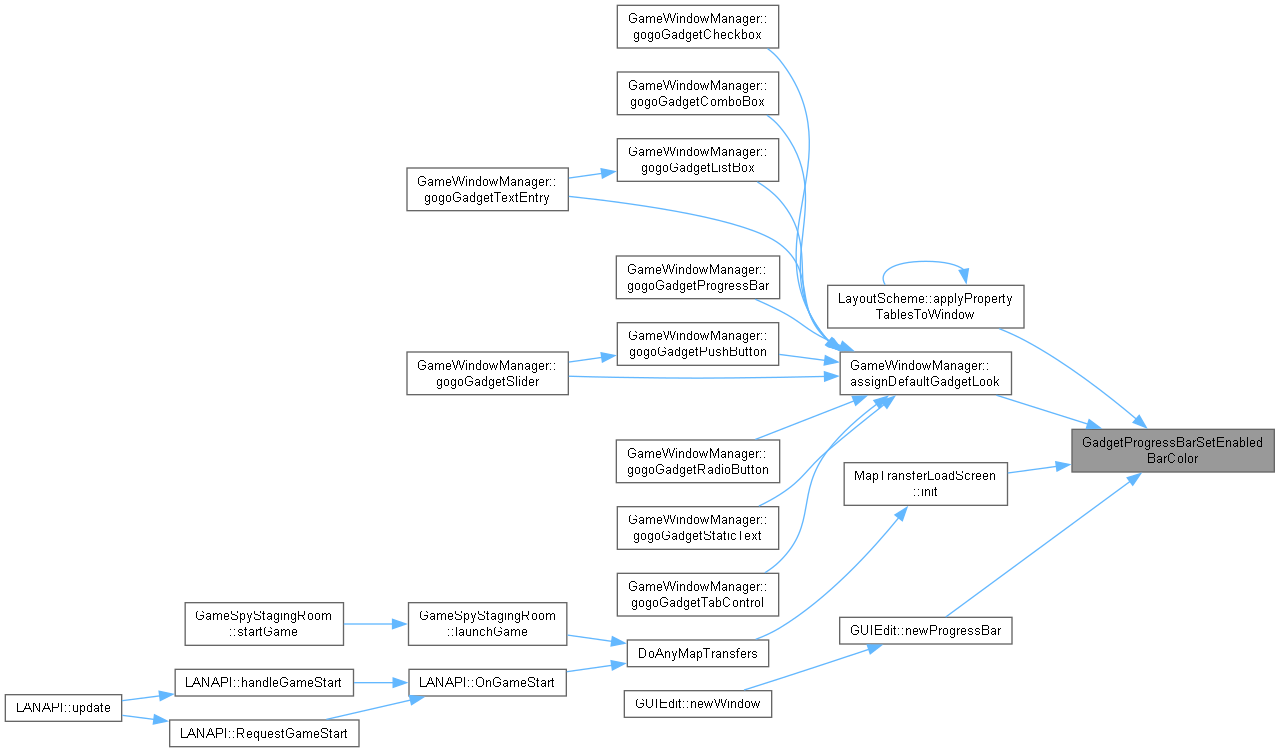 GameWindowManager::
gogoGadgetCheckbox
GameWindowManager::
gogoGadgetComboBox
GameWindowManager::
gogoGadgetListBox
GameWindowManager::
gogoGadgetTextEntry
GameWindowManager::
gogoGadgetProgressBar
LayoutScheme::applyProperty
TablesToWindow
GameWindowManager::
gogoGadgetPushButton
GameWindowManager::
gogoGadgetSlider
GameWindowManager::
assignDefaultGadgetLook
GadgetProgressBarSetEnabled
BarColor
GameWindowManager::
gogoGadgetRadioButton
MapTransferLoadScreen
::init
GameWindowManager::
gogoGadgetStaticText
GameWindowManager::
gogoGadgetTabControl
GameSpyStagingRoom
::startGame
GameSpyStagingRoom
::launchGame
GUIEdit::newProgressBar
DoAnyMapTransfers
LANAPI::handleGameStart
LANAPI::OnGameStart
GUIEdit::newWindow
LANAPI::update
LANAPI::RequestGameStart